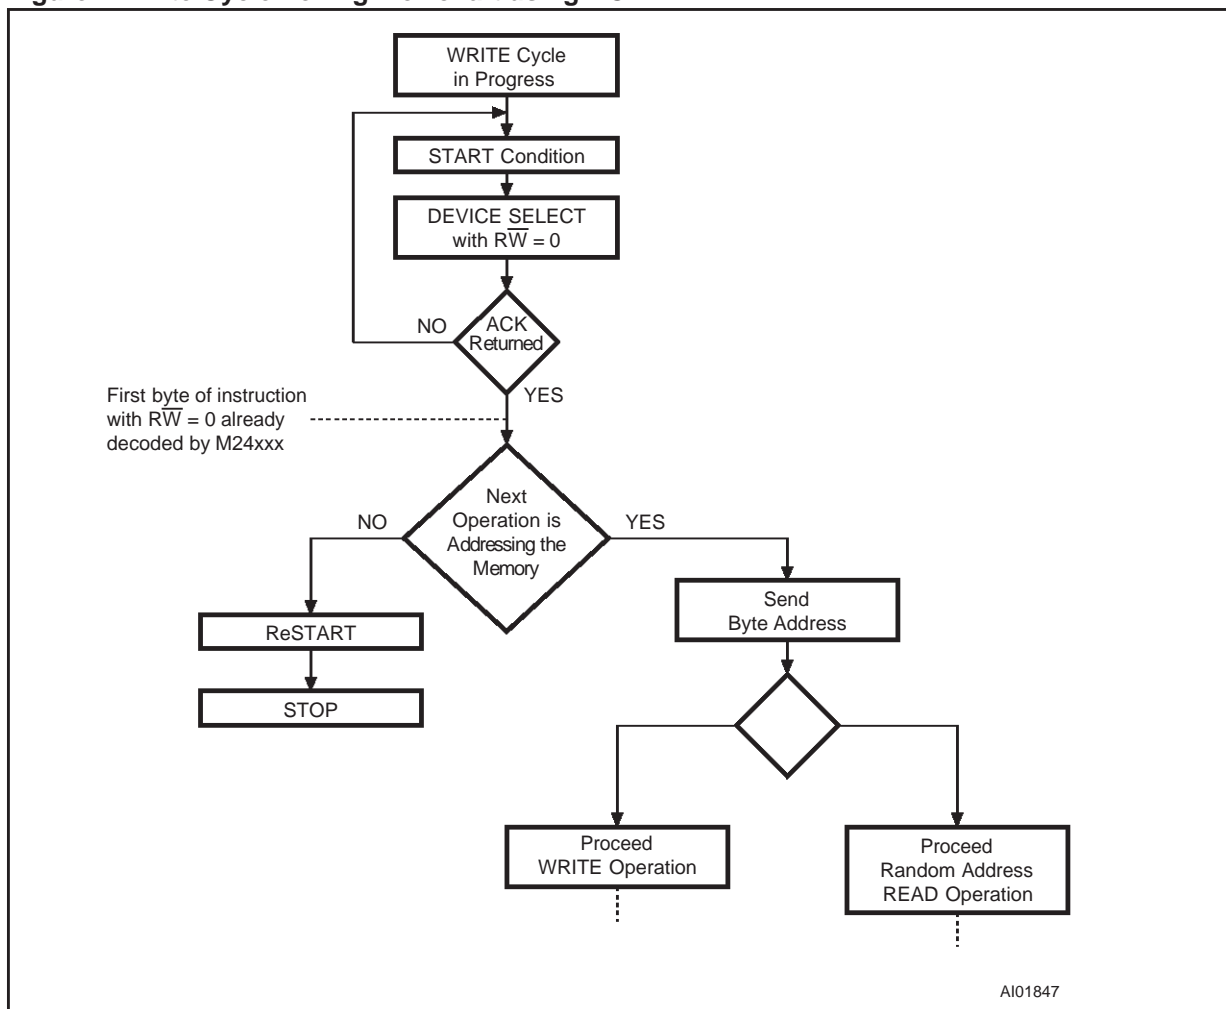 WRITE Cycle
in Progress
START Condition
DEVICE SELECT
with RW̅ = 0
ACK
Returned
NO
YES
First byte of instruction
with RW̅ = 0 already
decoded by M24xxx
Next
Operation is
Addressing the
Memory
NO
YES
ReSTART
STOP
Send
Byte Address
Proceed
WRITE Operation
Proceed
Random Address
READ Operation
AI01847